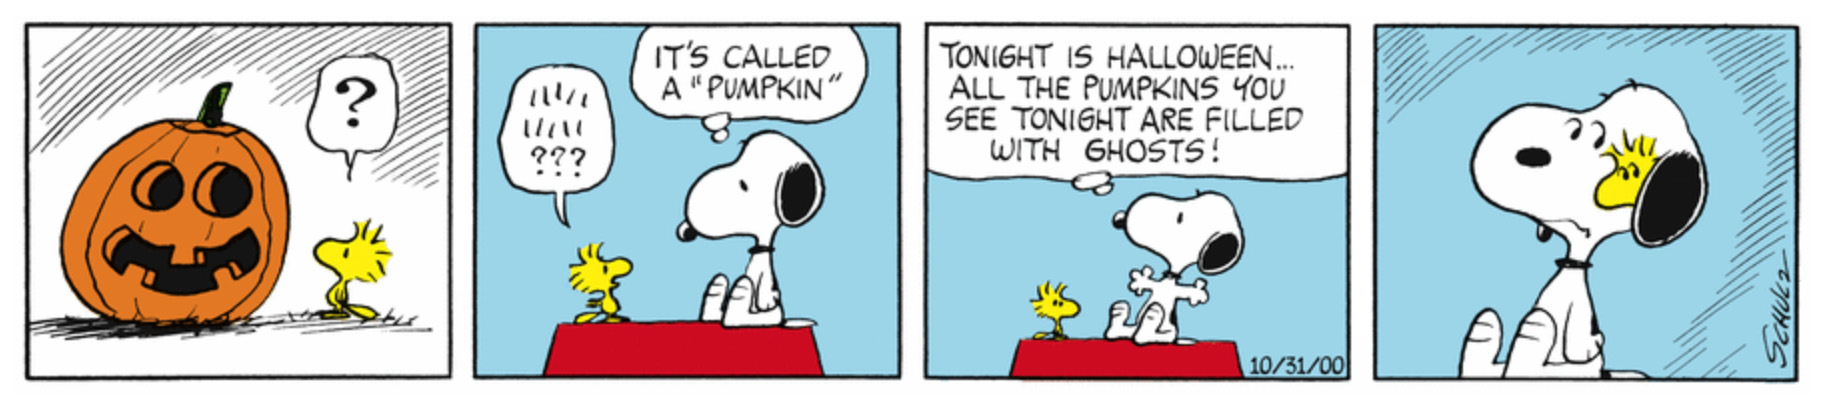 ?
???
IT'S CALLED
A "PUMPKIN"
TONIGHT IS HALLOWEEN...
ALL THE PUMPKINS YOU
SEE TONIGHT ARE FILLED
WITH GHOSTS!
10/31/00
SCHULZ